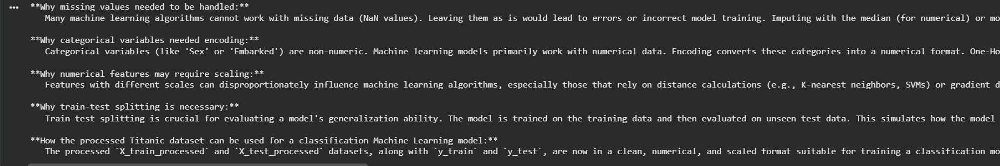 **Why missing values needed to be handled:**
Many machine learning algorithms cannot work with missing data (NaN values). Leaving them as is would lead to errors or incorrect model training. Imputing with the median (for numerical) or mo
**Why categorical variables needed encoding:**
Categorical variables (like 'Sex' or 'Embarked') are non-numeric. Machine learning models primarily work with numerical data. Encoding converts these categories into a numerical format. One-Ho
**Why numerical features may require scaling:**
Features with different scales can disproportionately influence machine learning algorithms, especially those that rely on distance calculations (e.g., K-nearest neighbors, SVMs) or gradient d
**Why train-test splitting is necessary:**
Train-test splitting is crucial for evaluating a model's generalization ability. The model is trained on the training data and then evaluated on unseen test data. This simulates how the model
**How the processed Titanic dataset can be used for a classification Machine Learning model:**
The processed `X_train_processed` and `X_test_processed` datasets, along with `y_train` and `y_test`, are now in a clean, numerical, and scaled format suitable for training a classification mo